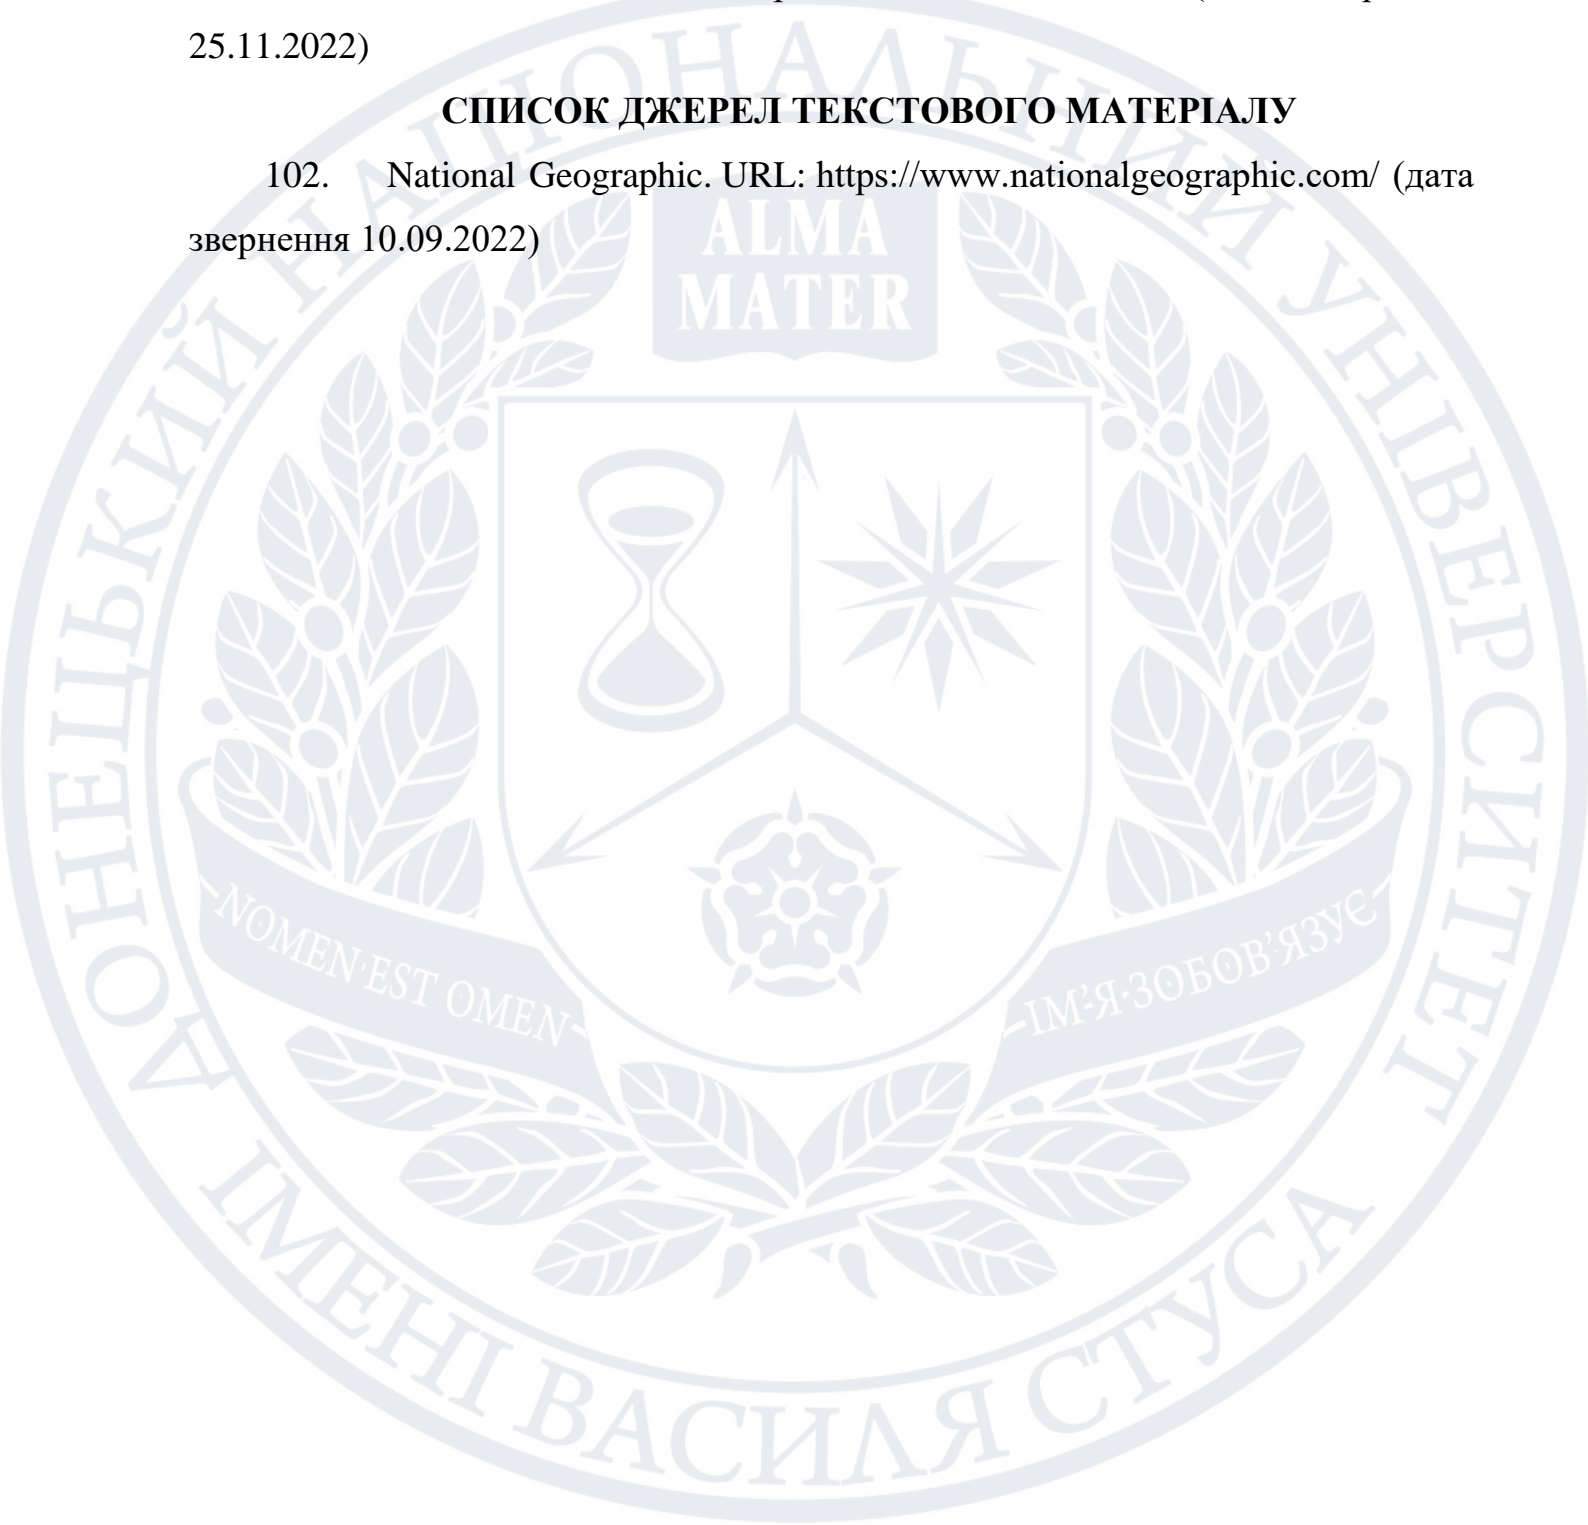 25.11.2022)
СПИСОК ДЖЕРЕЛ ТЕКСТОВОГО МАТЕРІАЛУ
102. National Geographic. URL: https://www.nationalgeographic.com/ (дата
звернення 10.09.2022)
ДОНЕЦЬКИЙ НАЦІОНАЛЬНИЙ УНІВЕРСИТЕТ
ALMA
MATER
NOMEN EST OMEN
ІМ'Я ЗОБОВ'ЯЗУЄ
ІМЕНІ ВАСИЛЯ СТУСА